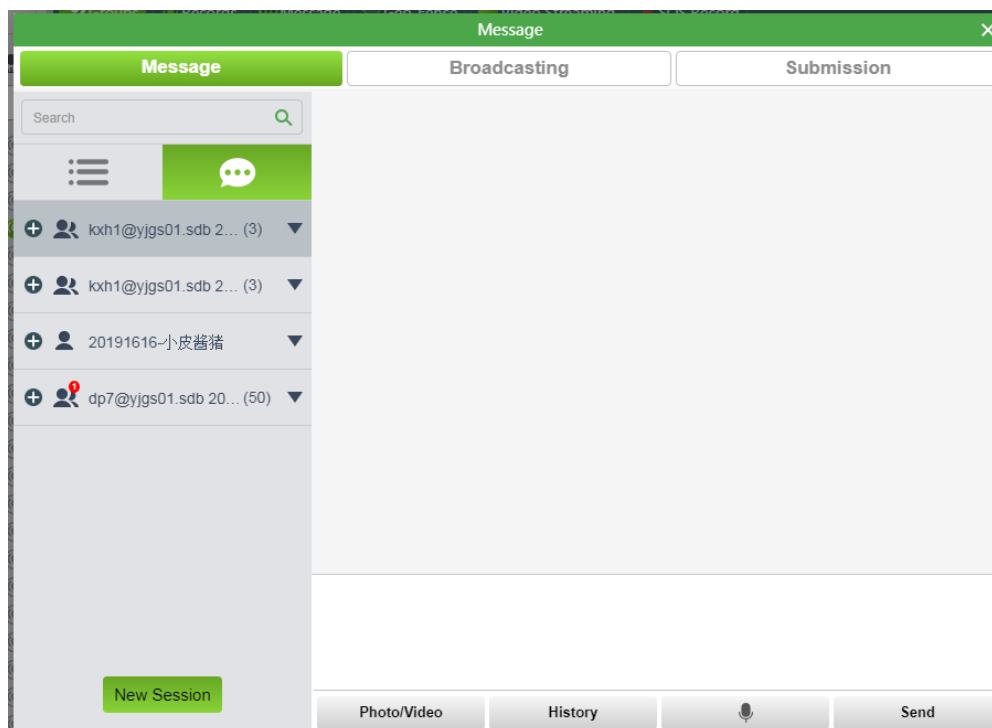 Message
Message
Broadcasting
Submission
Search
kxh1@yjgs01.sdb 2... (3)
kxh1@yjgs01.sdb 2... (3)
20191616-小皮酱猪
1
dp7@yjgs01.sdb 20... (50)
New Session
Photo/Video
History
Send